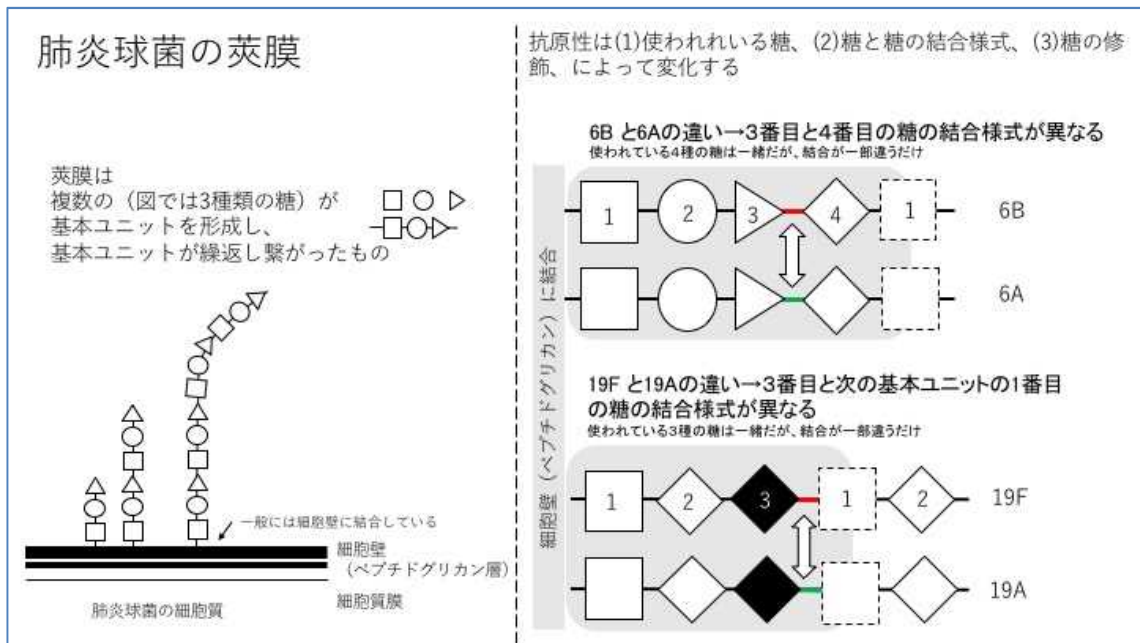 肺炎球菌の莢膜
莢膜は
複数の（図では3種類の糖）が
基本ユニットを形成し、
基本ユニットが繰返し繋がったもの
一般には細胞壁に結合している
細胞壁
（ペプチドグリカン層）
細胞質膜
肺炎球菌の細胞質
抗原性は(1)使われれいる糖、(2)糖と糖の結合様式、(3)糖の修
飾、によって変化する
細胞壁（ペプチドグリカン）に結合
6B と6Aの違い→３番目と４番目の糖の結合様式が異なる
使われている4種の糖は一緒だが、結合が一部違うだけ
1 2 3 4 1 6B
6A
19F と19Aの違い→３番目と次の基本ユニットの１番目
の糖の結合様式が異なる
使われている3種の糖は一緒だが、結合が一部違うだけ
1 2 3 1 2 19F
19A